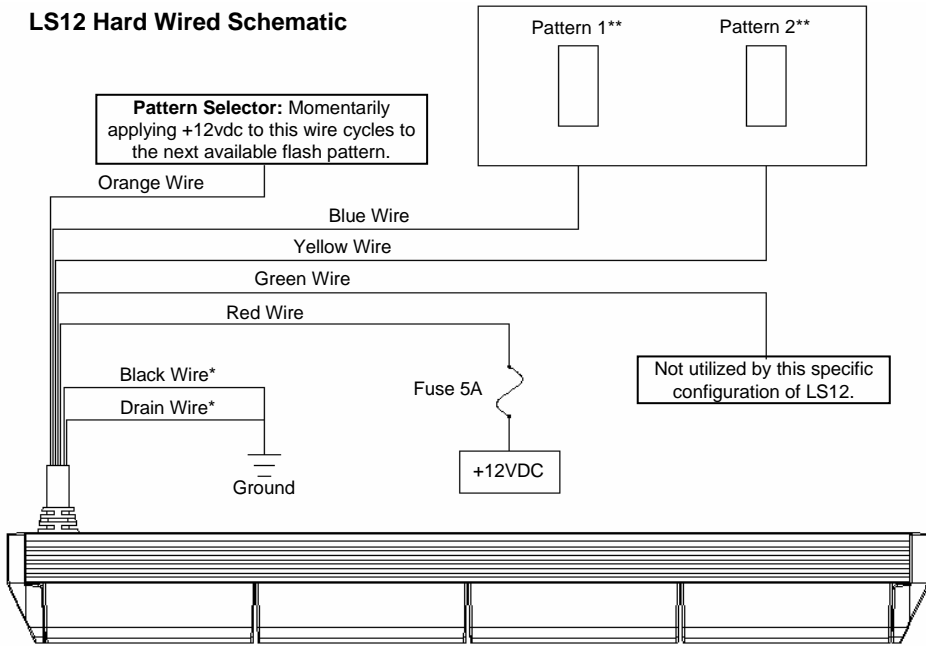 LS12 Hard Wired Schematic
Pattern 1**
Pattern 2**
Pattern Selector: Momentarily
applying +12vdc to this wire cycles to
the next available flash pattern.
Orange Wire
Blue Wire
Yellow Wire
Green Wire
Red Wire
Black Wire*
Drain Wire*
Ground
Fuse 5A
+12VDC
Not utilized by this specific
configuration of LS12.